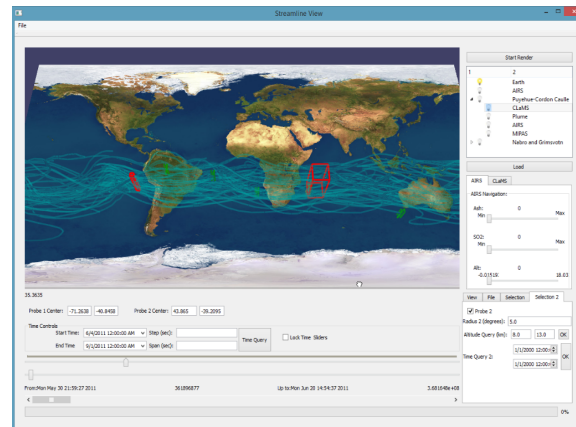 Streamline View
File
Start Render
1 2
Earth
AIRS
Puyehue-Cordon Caulle
CLaMS
Plume
AIRS
MIPAS
Nabro and Grimsvotn
Load
AIRS CLaMS
AIRS Navigation:
Ash: 0
Min Max
SO2: 0
Min Max
Alt: 0
-0.01519 18.03
35.3635
Probe 1 Center: -71.2638 -40.8458 Probe 2 Center: 43.865 -39.2095
Time Controls
Start Time: 6/4/2011 12:00:00 AM Step (sec):
End Time 9/1/2011 12:00:00 AM Span (sec):
Time Query
Lock Time Sliders
From:Mon May 30 21:59:27 2011 361896877 Up to:Mon Jun 20 14:54:37 2011 3.681648e+08
View File Selection Selection 2
Probe 2
Radius 2 (degrees): 5.0
Altitude Query (km): 8.0 13.0 OK
Time Query 2: 1/1/2000 12:00:
1/1/2000 12:00:
OK
0%